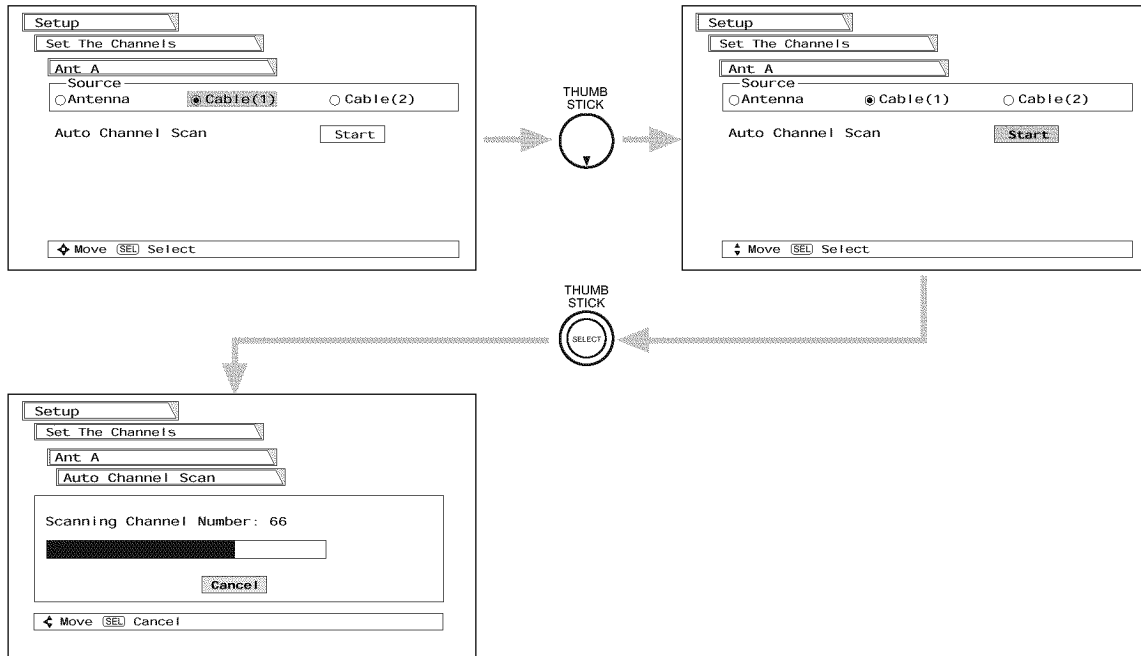 Setup
Set The Channels
Ant A
Source
Antenna Cable(1) Cable(2)
Auto Channel Scan Start
Move SEL Select
THUMB
STICK
Setup
Set The Channels
Ant A
Source
Antenna Cable(1) Cable(2)
Auto Channel Scan Start
Move SEL Select
THUMB
STICK
SELECT
Setup
Set The Channels
Ant A
Auto Channel Scan
Scanning Channel Number: 66
Cancel
Move SEL Cancel